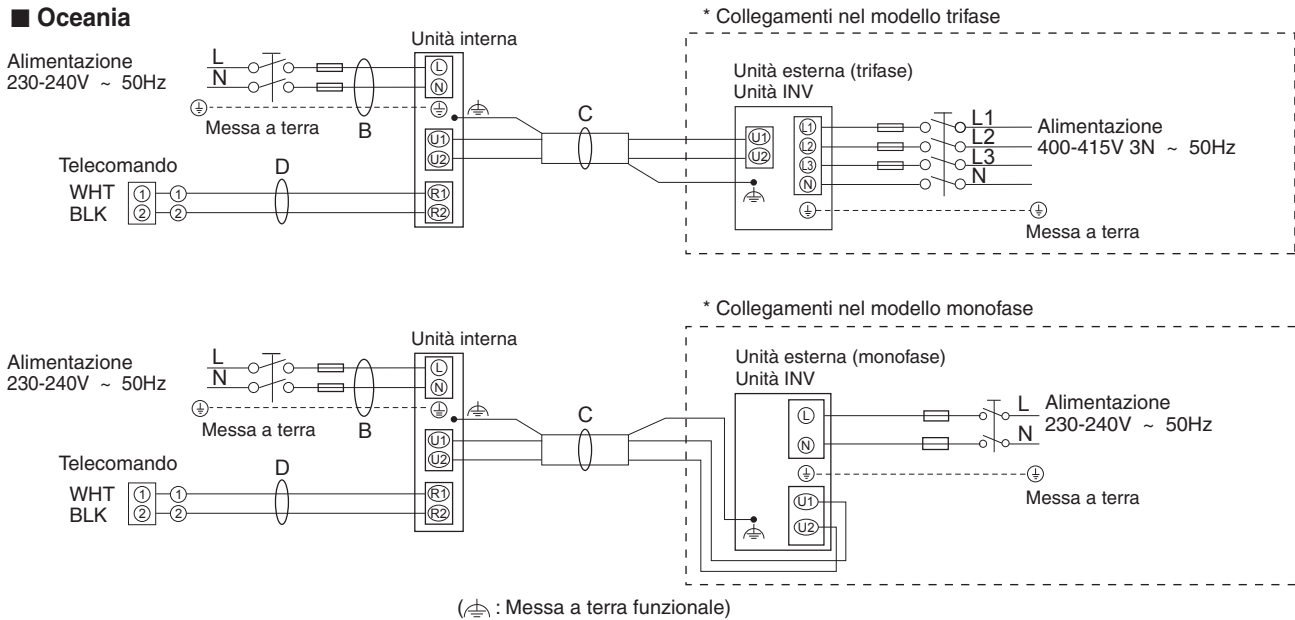 ■ Oceania
* Collegamenti nel modello trifase
Alimentazione
230-240V ~ 50Hz
L
N
Messa a terra
B
Unità interna
L
N
U1
U2
R1
R2
C
Telecomando
WHT
BLK
1 1
2 2
D
Unità esterna (trifase)
Unità INV
U1
U2
L1
L2
L3
N
L1
L2
L3
N
Alimentazione
400-415V 3N ~ 50Hz
Messa a terra
* Collegamenti nel modello monofase
Alimentazione
230-240V ~ 50Hz
L
N
Messa a terra
B
Unità interna
L
N
U1
U2
R1
R2
C
Telecomando
WHT
BLK
1 1
2 2
D
Unità esterna (monofase)
Unità INV
L
N
U1
U2
L
N
Alimentazione
230-240V ~ 50Hz
Messa a terra
( : Messa a terra funzionale)